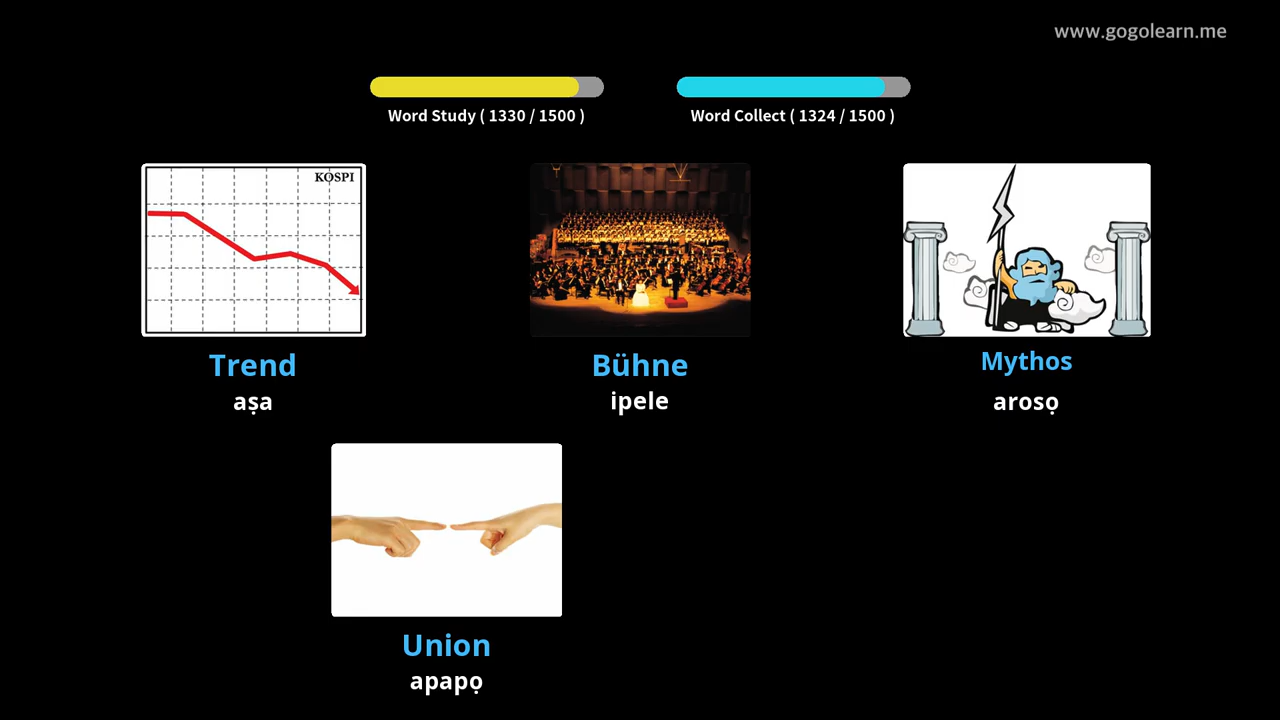 www.gogolearn.me
Word Study ( 1330 / 1500 )
Word Collect ( 1324 / 1500 )
KOSPI
Trend
aṣa
Bühne
ipele
Mythos
arosọ
Union
apapọ